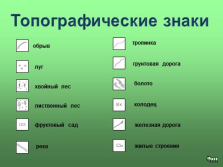 Топографические знаки
обрыв
луг
хвойный лес
лиственный лес
фруктовый сад
река
тропинка
грунтовая дорога
болото
колодец
железная дорога
жилые строения